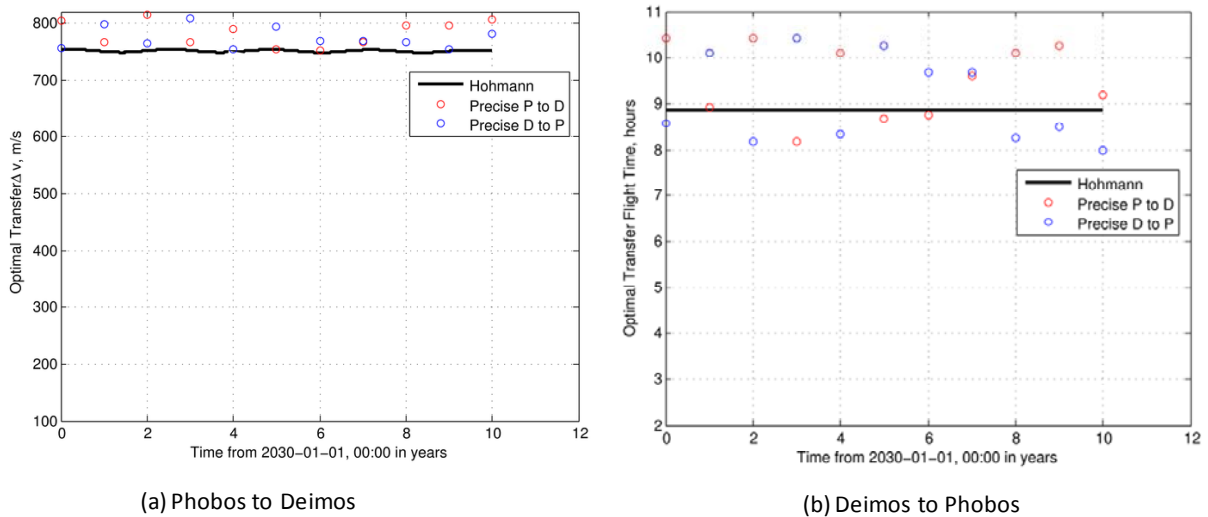 Optimal Transfer Δ v, m/s
800
700
600
500
400
300
200
100
0 2 4 6 8 10 12
Time from 2030-01-01, 00:00 in years
Hohmann
Precise P to D
Precise D to P
(a) Phobos to Deimos
Optimal Transfer Flight Time, hours
11
10
9
8
7
6
5
4
3
2
0 2 4 6 8 10 12
Time from 2030-01-01, 00:00 in years
Hohmann
Precise P to D
Precise D to P
(b) Deimos to Phobos